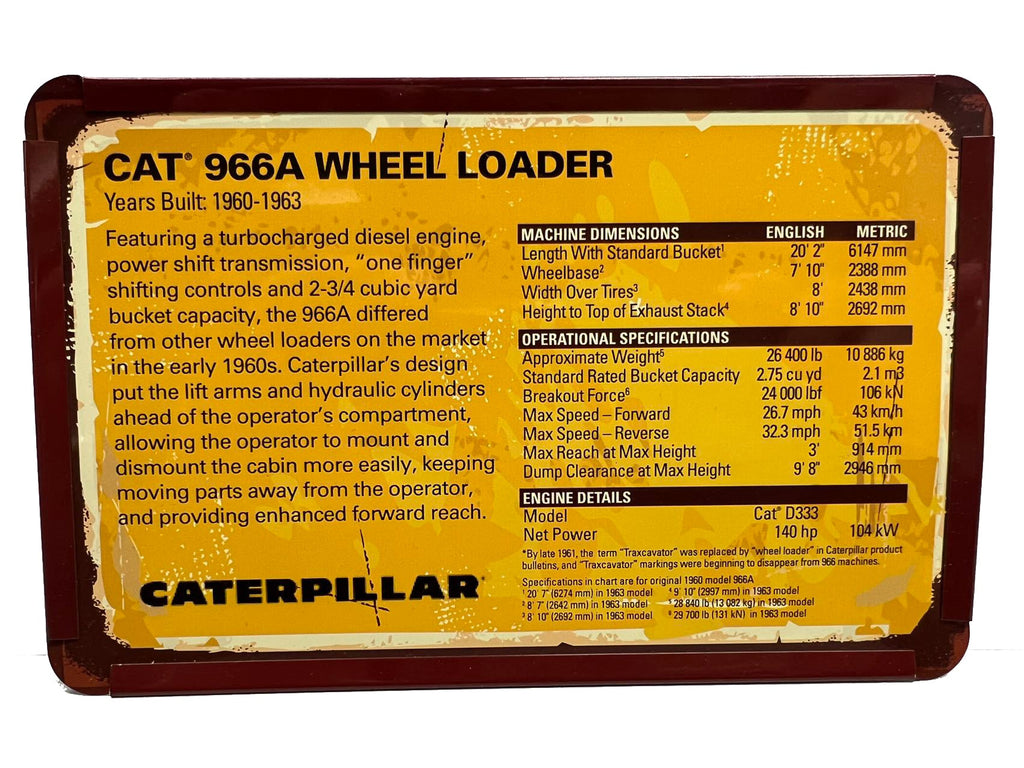 CAT® 966A WHEEL LOADER
Years Built: 1960-1963
Featuring a turbocharged diesel engine,
power shift transmission, “one finger”
shifting controls and 2-3/4 cubic yard
bucket capacity, the 966A differed
from other wheel loaders on the market
in the early 1960s. Caterpillar’s design
put the lift arms and hydraulic cylinders
ahead of the operator’s compartment,
allowing the operator to mount and
dismount the cabin more easily, keeping
moving parts away from the operator,
and providing enhanced forward reach.
CATERPILLAR®
MACHINE DIMENSIONS ENGLISH METRIC
Length With Standard Bucket¹ 20' 2" 6147 mm
Wheelbase² 7' 10" 2388 mm
Width Over Tires³ 8' 2438 mm
Height to Top of Exhaust Stack⁴ 8' 10" 2692 mm
OPERATIONAL SPECIFICATIONS
Approximate Weight⁵ 26 400 lb 10 886 kg
Standard Rated Bucket Capacity 2.75 cu yd 2.1 m3
Breakout Force⁶ 24 000 lbf 106 kN
Max Speed – Forward 26.7 mph 43 km/h
Max Speed – Reverse 32.3 mph 51.5 km
Max Reach at Max Height 3' 914 mm
Dump Clearance at Max Height 9' 8" 2946 mm
ENGINE DETAILS
Model Cat® D333
Net Power 140 hp 104 kW
*By late 1961, the term “Traxcavator” was replaced by “wheel loader” in Caterpillar product
bulletins, and “Traxcavator” markings were beginning to disappear from 966 machines.
Specifications in chart are for original 1960 model 966A
¹ 20' 7" (6274 mm) in 1963 model ⁴ 9' 10" (2997 mm) in 1963 model
² 8' 7" (2642 mm) in 1963 model ⁵ 28 840 lb (13 082 kg) in 1963 model
³ 8' 10" (2692 mm) in 1963 model ⁶ 29 700 lb (131 kN) in 1963 model